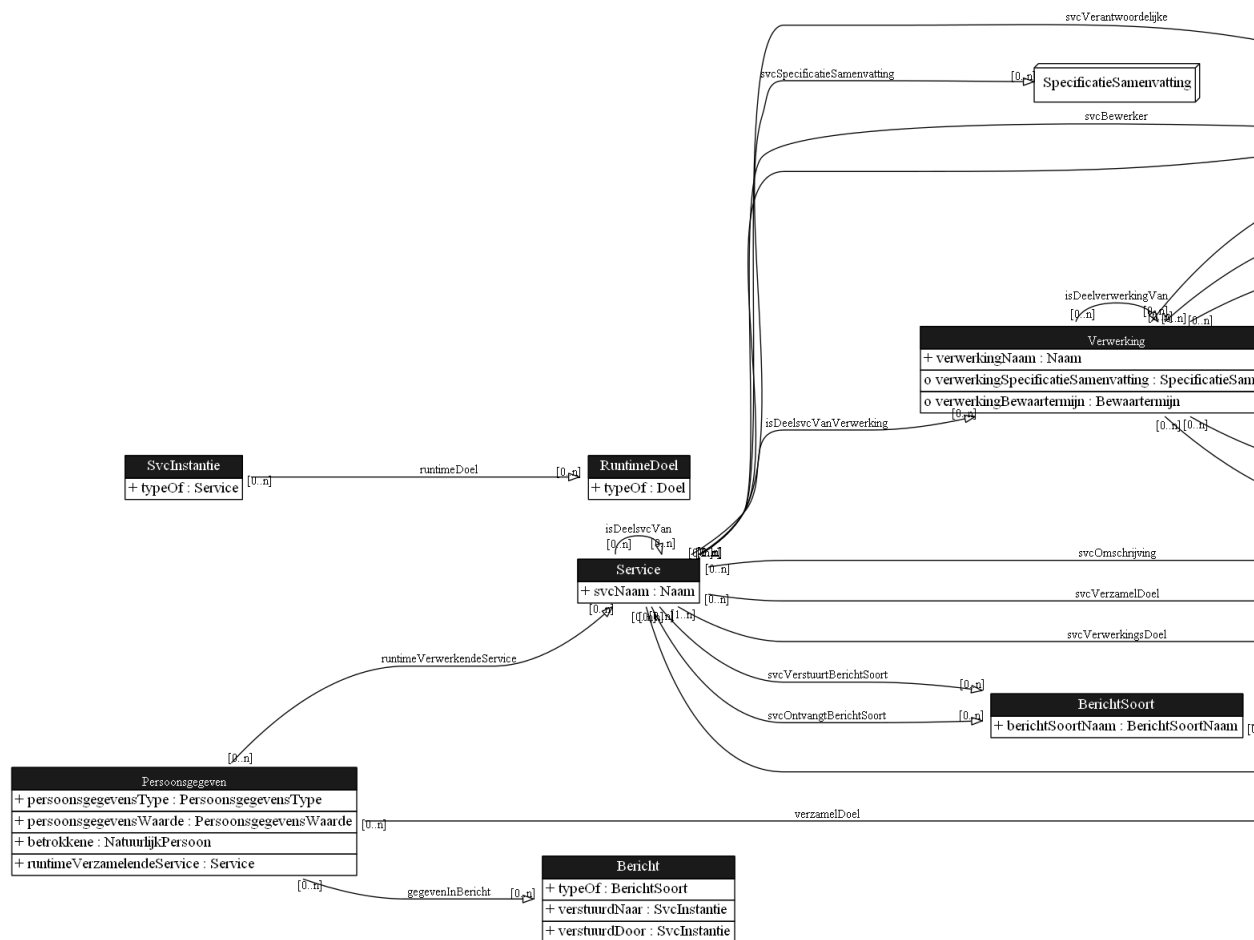 svcVerantwoordelijke
svcSpecificatieSamenvatting
[0..n]
SpecificatieSamenvatting
svcBewerker
isDeelverwerkingVan
[0..n]
[0..n]
Verwerking
+ verwerkingNaam : Naam
o verwerkingSpecificatieSamenvatting : SpecificatieSam
o verwerkingBewaartermijn : Bewaartermijn
[0..n]
isDeelsvcVanVerwerking
[0..n]
[0..n]
SvcInstantie
+ typeOf : Service
[0..n]
runtimeDoel
[0..n]
RuntimeDoel
+ typeOf : Doel
isDeelsvcVan
[0..n]
[0..n]
Service
+ svcNaam : Naam
[0..n]
svcOmschrijving
[0..n]
svcVerzamelDoel
[0..n]
[1..n]
svcVerwerkingsDoel
runtimeVerwerkendeService
svcVerstuurtBerichtSoort
[0..n]
svcOntvangtBerichtSoort
[0..n]
BerichtSoort
+ berichtSoortNaam : BerichtSoortNaam
[0..n]
Persoonsgegeven
+ persoonsgegevensType : PersoonsgegevensType
+ persoonsgegevensWaarde : PersoonsgegevensWaarde
+ betrokkene : NatuurlijkPersoon
+ runtimeVerzamelendeService : Service
[0..n]
verzamelDoel
[0..n]
gegevenInBericht
[0..n]
Bericht
+ typeOf : BerichtSoort
+ verstuurdNaar : SvcInstantie
+ verstuurdDoor : SvcInstantie